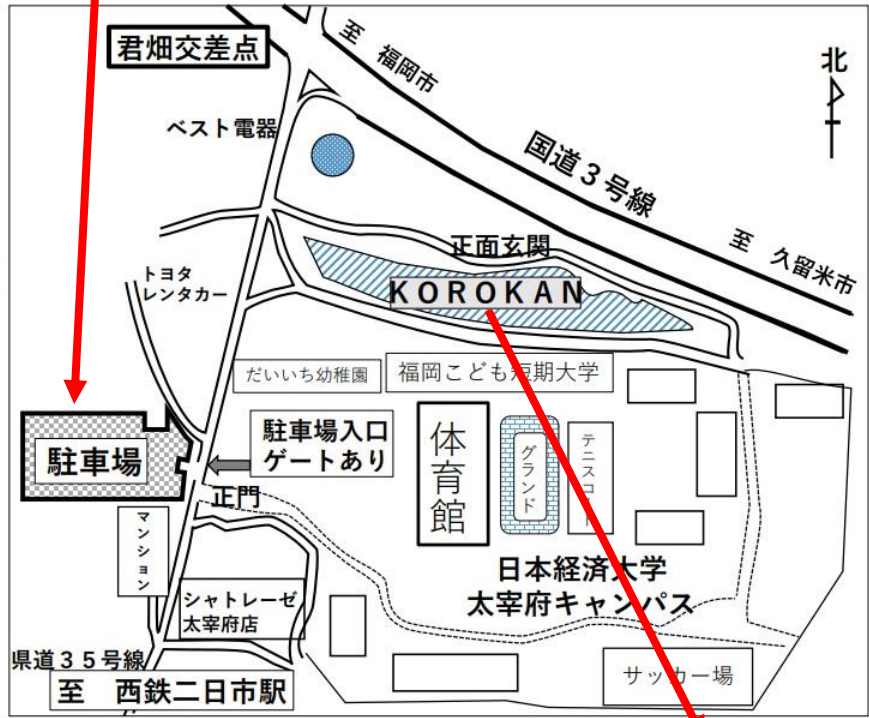 君畑交差点
至 福岡市
北
ベスト電器
国道３号線
至 久留米市
正面玄関
トヨタ
レンタカー
ＫＯＲＯＫＡＮ
だいいち幼稚園
福岡こども短期大学
駐車場入口
ゲートあり
駐車場
体育館
グランド
テニスコート
正門
マンション
日本経済大学
太宰府キャンパス
シャトレーゼ
太宰府店
県道３５号線
サッカー場
至 西鉄二日市駅